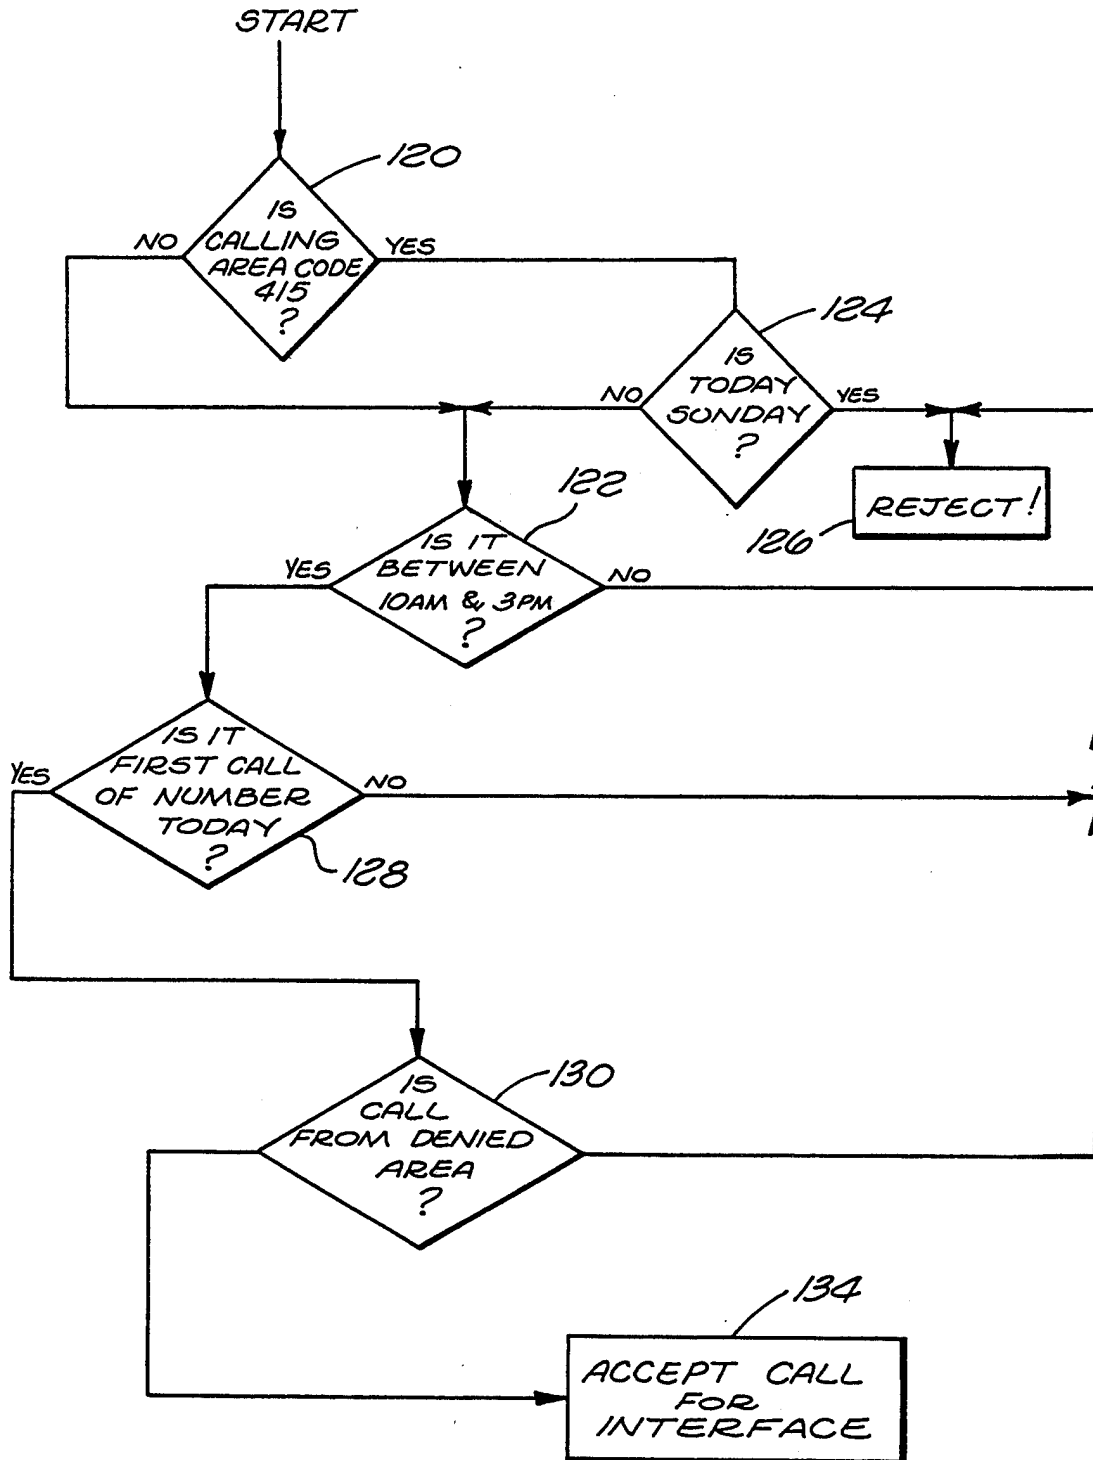 START
120
IS
CALLING
AREA CODE
415
?
NO
YES
124
IS
TODAY
SUNDAY
?
NO
YES
REJECT!
126
122
IS IT
BETWEEN
10AM & 3PM
?
YES
NO
IS IT
FIRST CALL
OF NUMBER
TODAY
?
YES
NO
128
130
IS
CALL
FROM DENIED
AREA
?
134
ACCEPT CALL
FOR
INTERFACE